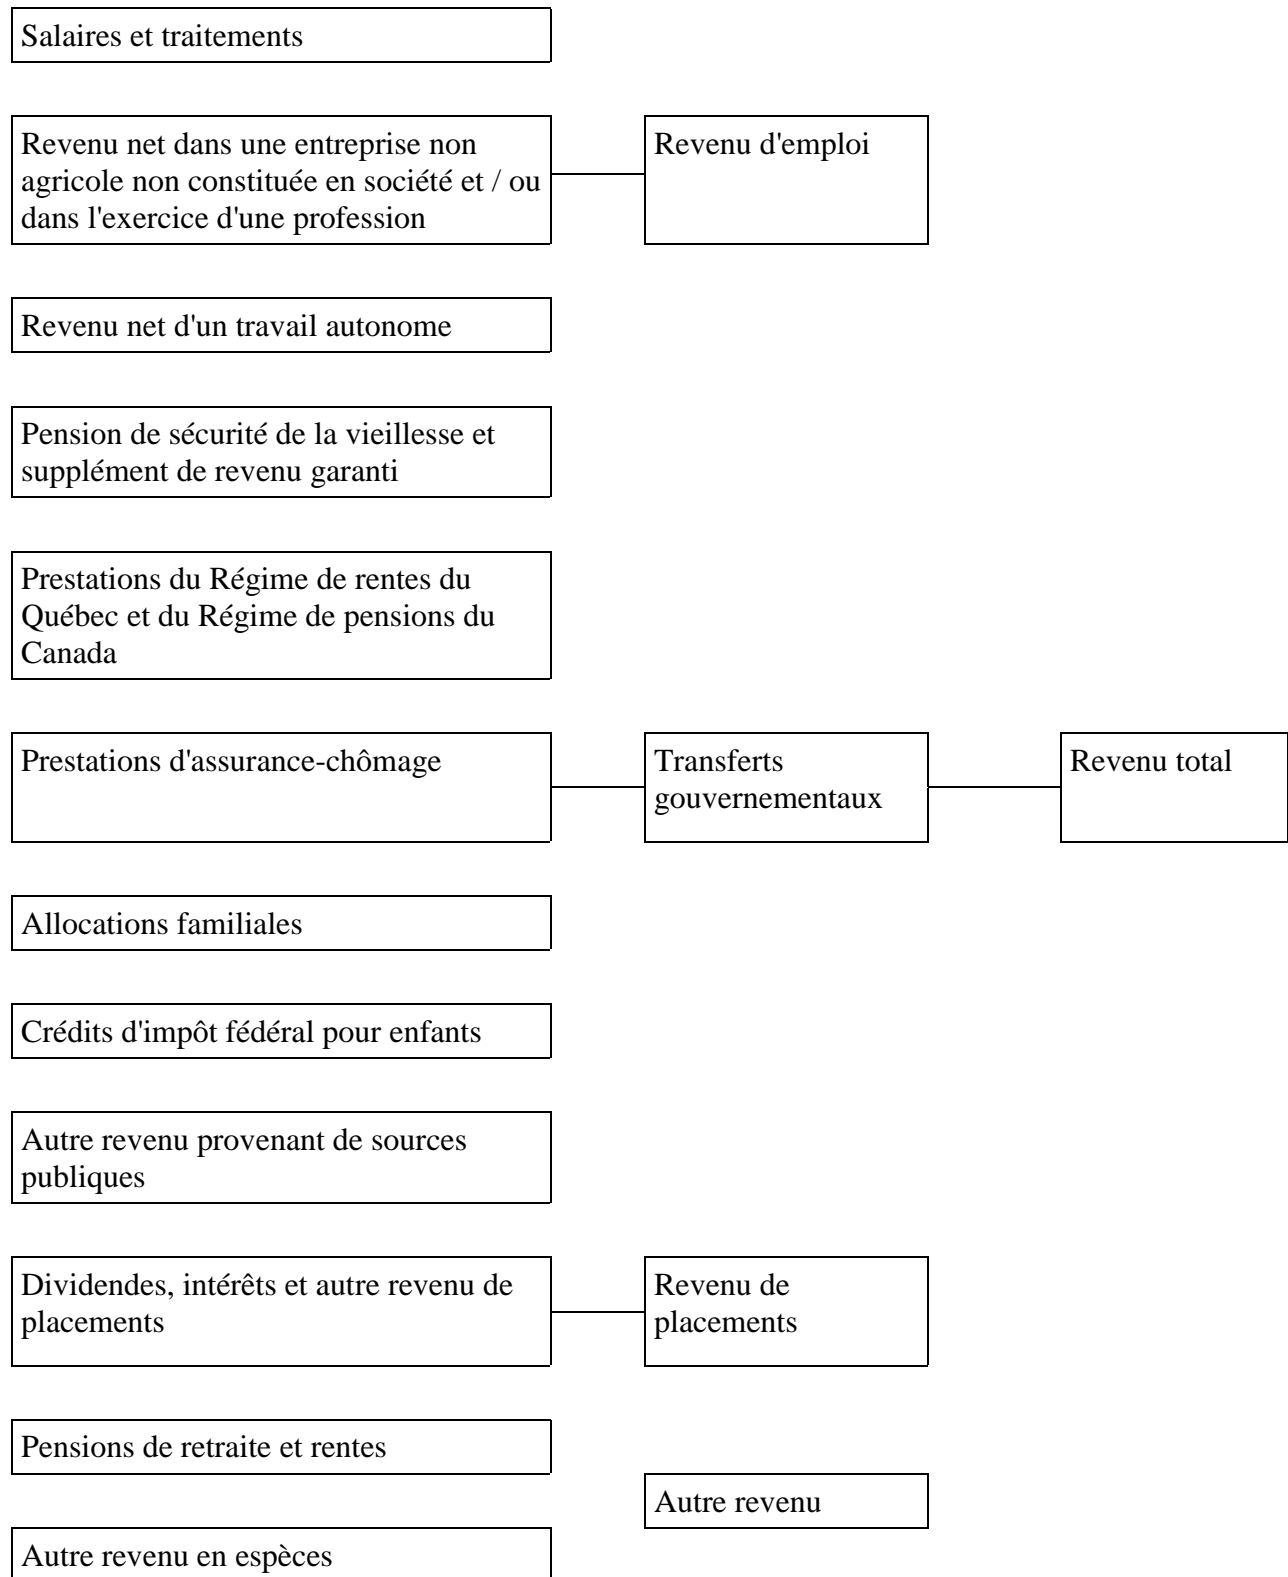 Salaires et traitements
Revenu net dans une entreprise non
agricole non constituée en société et / ou
dans l'exercice d'une profession
Revenu d'emploi
Revenu net d'un travail autonome
Pension de sécurité de la vieillesse et
supplément de revenu garanti
Prestations du Régime de rentes du
Québec et du Régime de pensions du
Canada
Prestations d'assurance-chômage
Transferts
gouvernementaux
Revenu total
Allocations familiales
Crédits d'impôt fédéral pour enfants
Autre revenu provenant de sources
publiques
Dividendes, intérêts et autre revenu de
placements
Revenu de
placements
Pensions de retraite et rentes
Autre revenu
Autre revenu en espèces